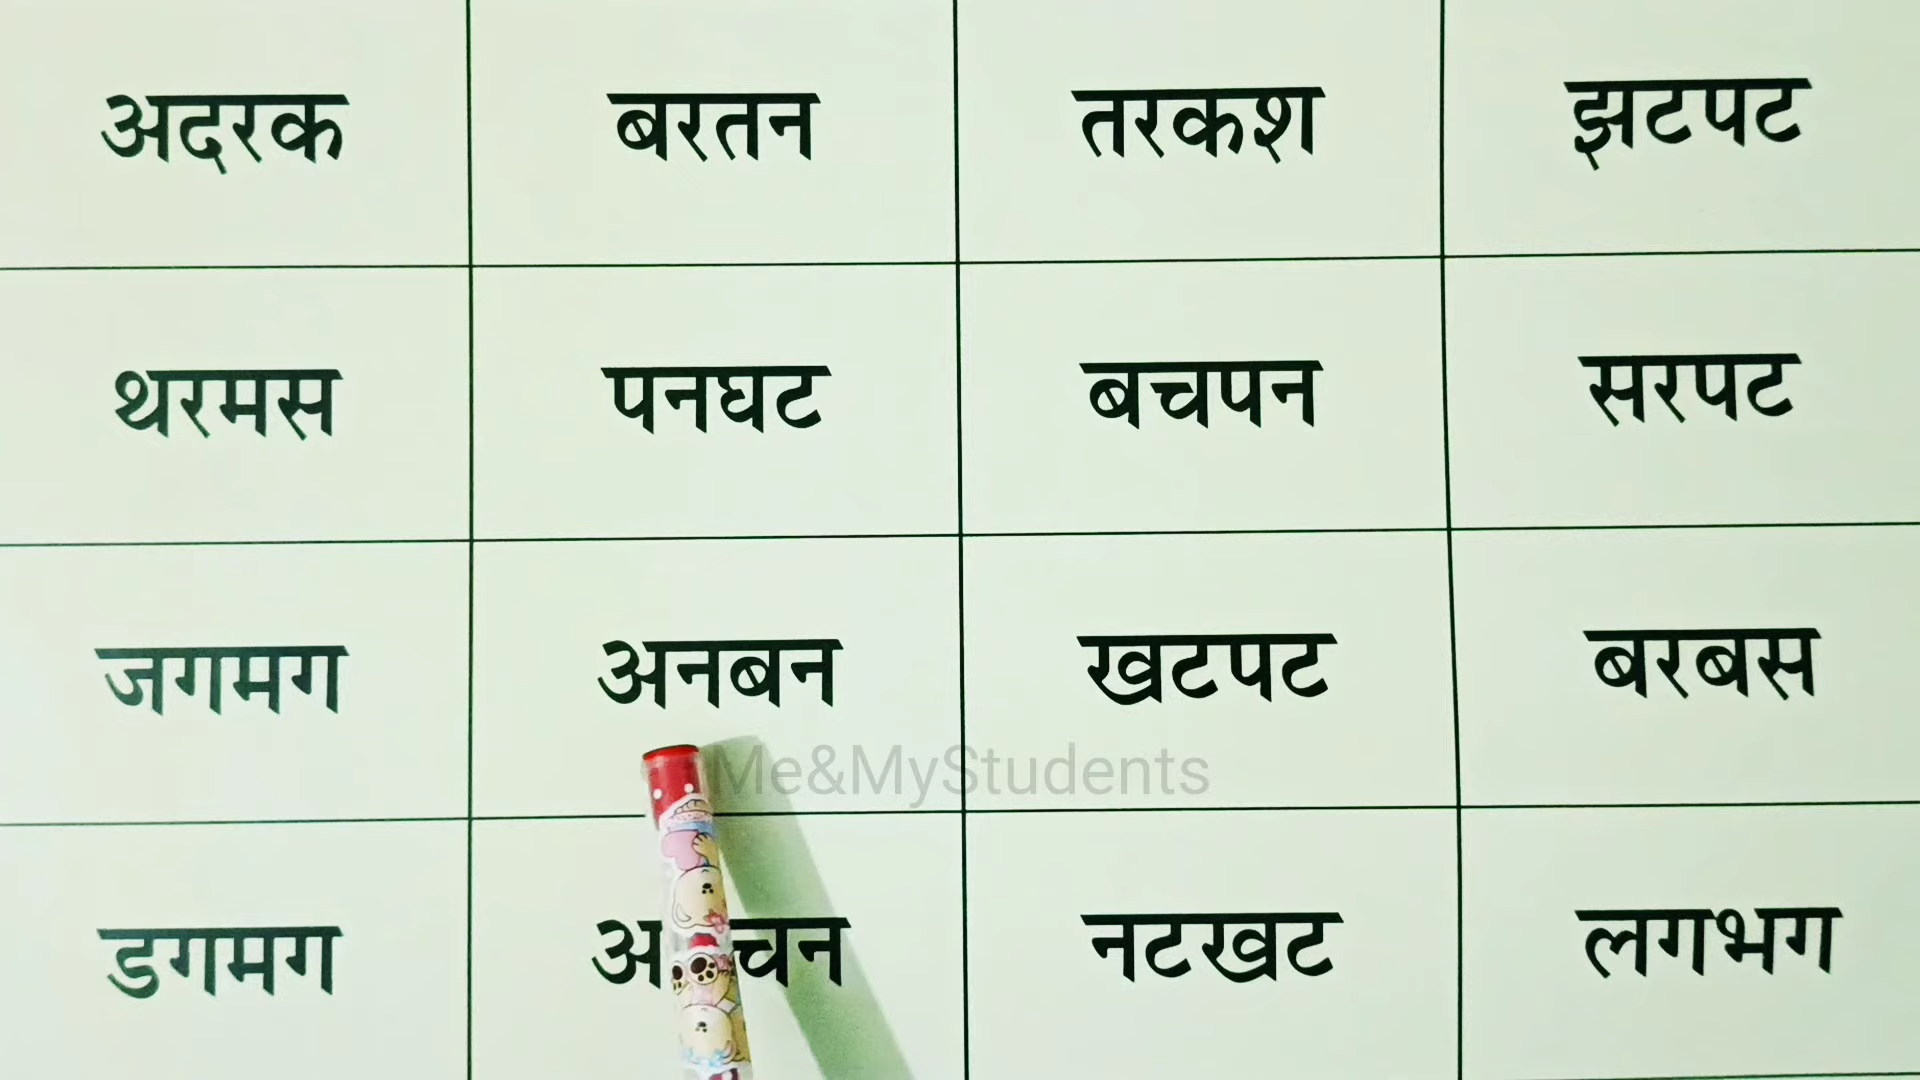 अदरक बरतन तरकश झटपट
थरमस पनघट बचपन सरपट
जगमग अनबन खटपट बरबस
Me&MyStudents
डगमग नटखट लगभग